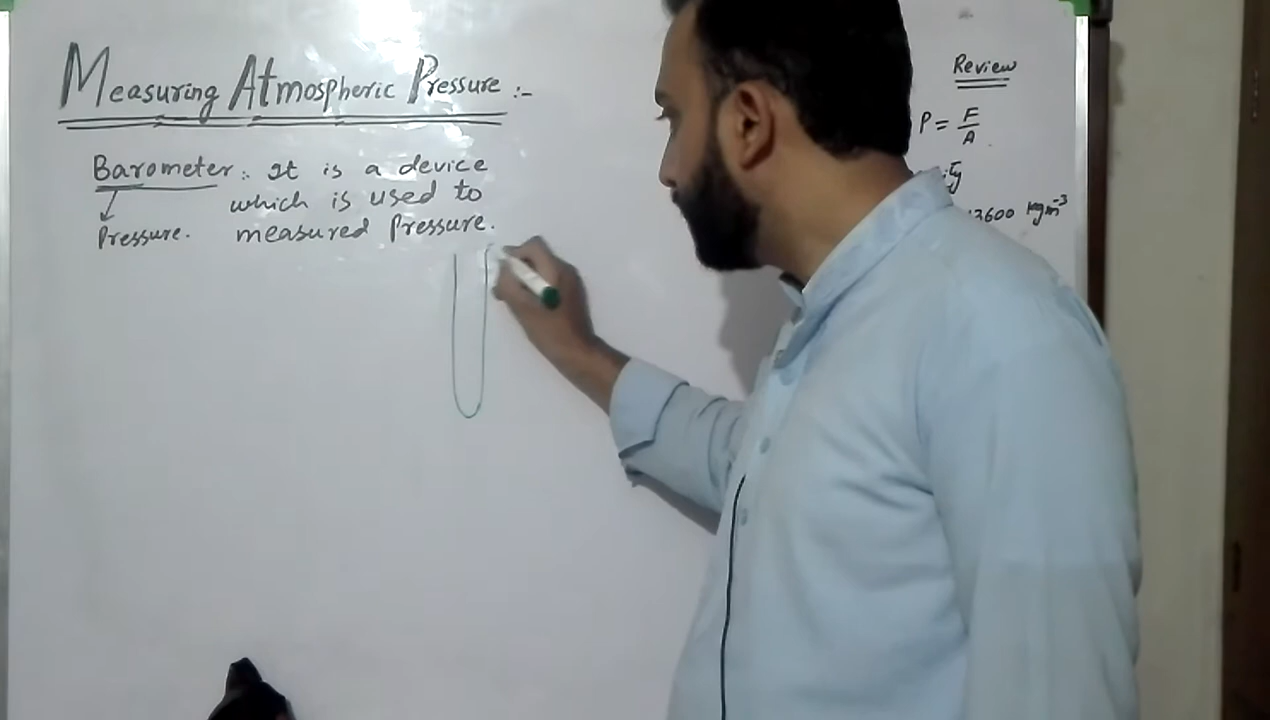 Measuring Atmospheric Pressure :-
Barometer : It is a device
which is used to
Pressure. measured Pressure.
Review
P = F/A
3600 kgm⁻³